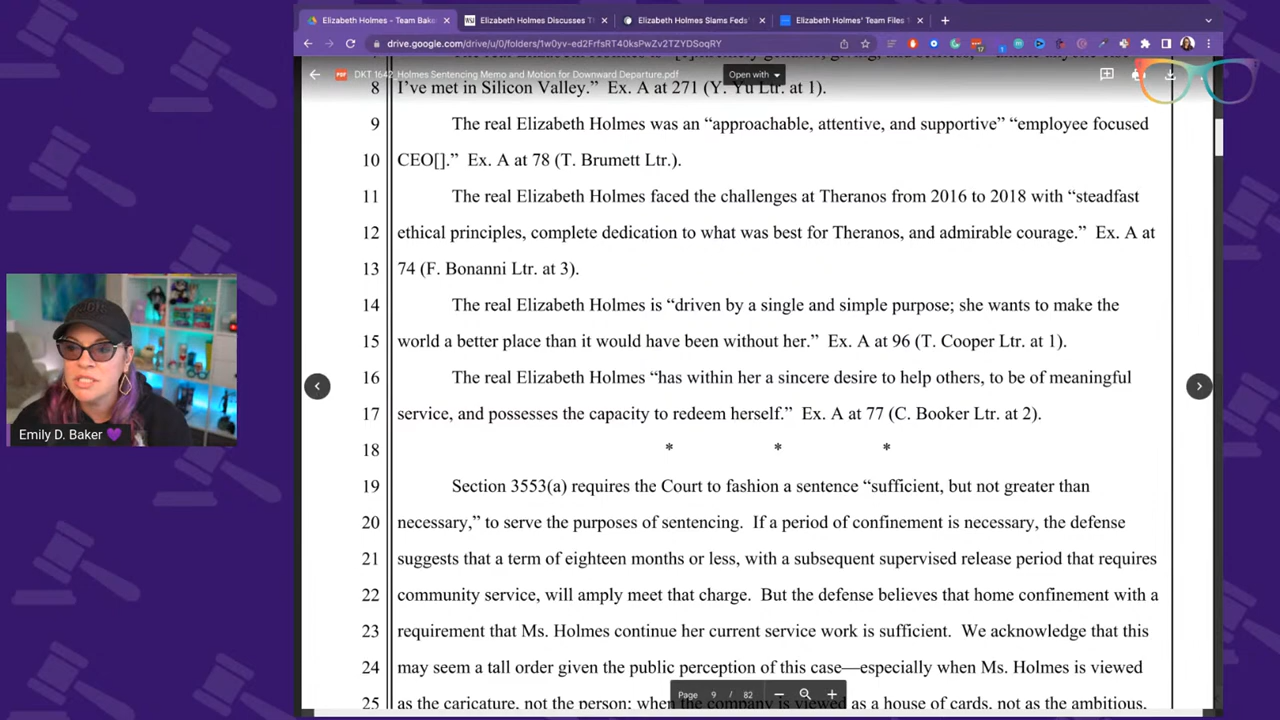 Elizabeth Holmes - Team Bak
Elizabeth Holmes Discusses T
Elizabeth Holmes Slams Feds'
Elizabeth Holmes' Team Files
drive.google.com/drive/u/0/folders/1w0yv-ed2FrfsRT40ksPwZv2TZYDSoqRY
DKT 1642_Holmes Sentencing Memo and Motion for Downward Departure.pdf
Open with
8 I've met in Silicon Valley." Ex. A at 271 (Y. Yu Ltr. at 1).
9 The real Elizabeth Holmes was an "approachable, attentive, and supportive" "employee focused
10 CEO[]." Ex. A at 78 (T. Brumett Ltr.).
11 The real Elizabeth Holmes faced the challenges at Theranos from 2016 to 2018 with "steadfast
12 ethical principles, complete dedication to what was best for Theranos, and admirable courage." Ex. A at
13 74 (F. Bonanni Ltr. at 3).
14 The real Elizabeth Holmes is "driven by a single and simple purpose; she wants to make the
15 world a better place than it would have been without her." Ex. A at 96 (T. Cooper Ltr. at 1).
16 The real Elizabeth Holmes "has within her a sincere desire to help others, to be of meaningful
17 service, and possesses the capacity to redeem herself." Ex. A at 77 (C. Booker Ltr. at 2).
18 * * *
19 Section 3553(a) requires the Court to fashion a sentence "sufficient, but not greater than
20 necessary," to serve the purposes of sentencing. If a period of confinement is necessary, the defense
21 suggests that a term of eighteen months or less, with a subsequent supervised release period that requires
22 community service, will amply meet that charge. But the defense believes that home confinement with a
23 requirement that Ms. Holmes continue her current service work is sufficient. We acknowledge that this
24 may seem a tall order given the public perception of this case—especially when Ms. Holmes is viewed
25 as the caricature, not the person; when the company is viewed as a house of cards, not as the ambitious,
Page 9 / 82
Emily D. Baker 💜